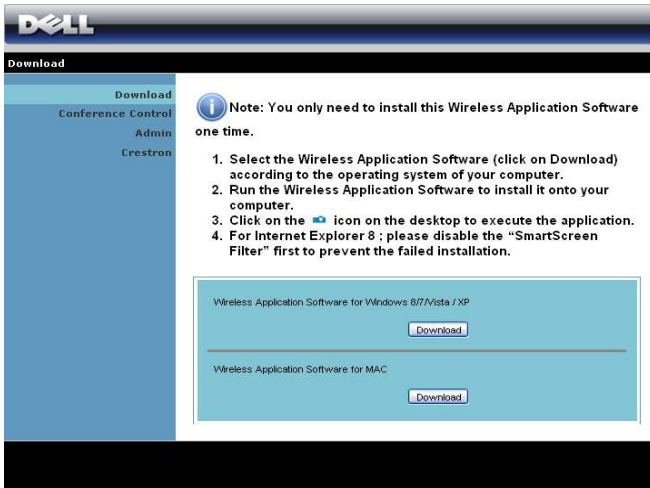 DELL
Download
Download
Conference Control
Admin
Crestron
Note: You only need to install this Wireless Application Software
one time.
1. Select the Wireless Application Software (click on Download)
according to the operating system of your computer.
2. Run the Wireless Application Software to install it onto your
computer.
3. Click on the icon on the desktop to execute the application.
4. For Internet Explorer 8 ; please disable the “SmartScreen
Filter” first to prevent the failed installation.
Wireless Application Software for Windows 8/7/Vista / XP
Download
Wireless Application Software for MAC
Download